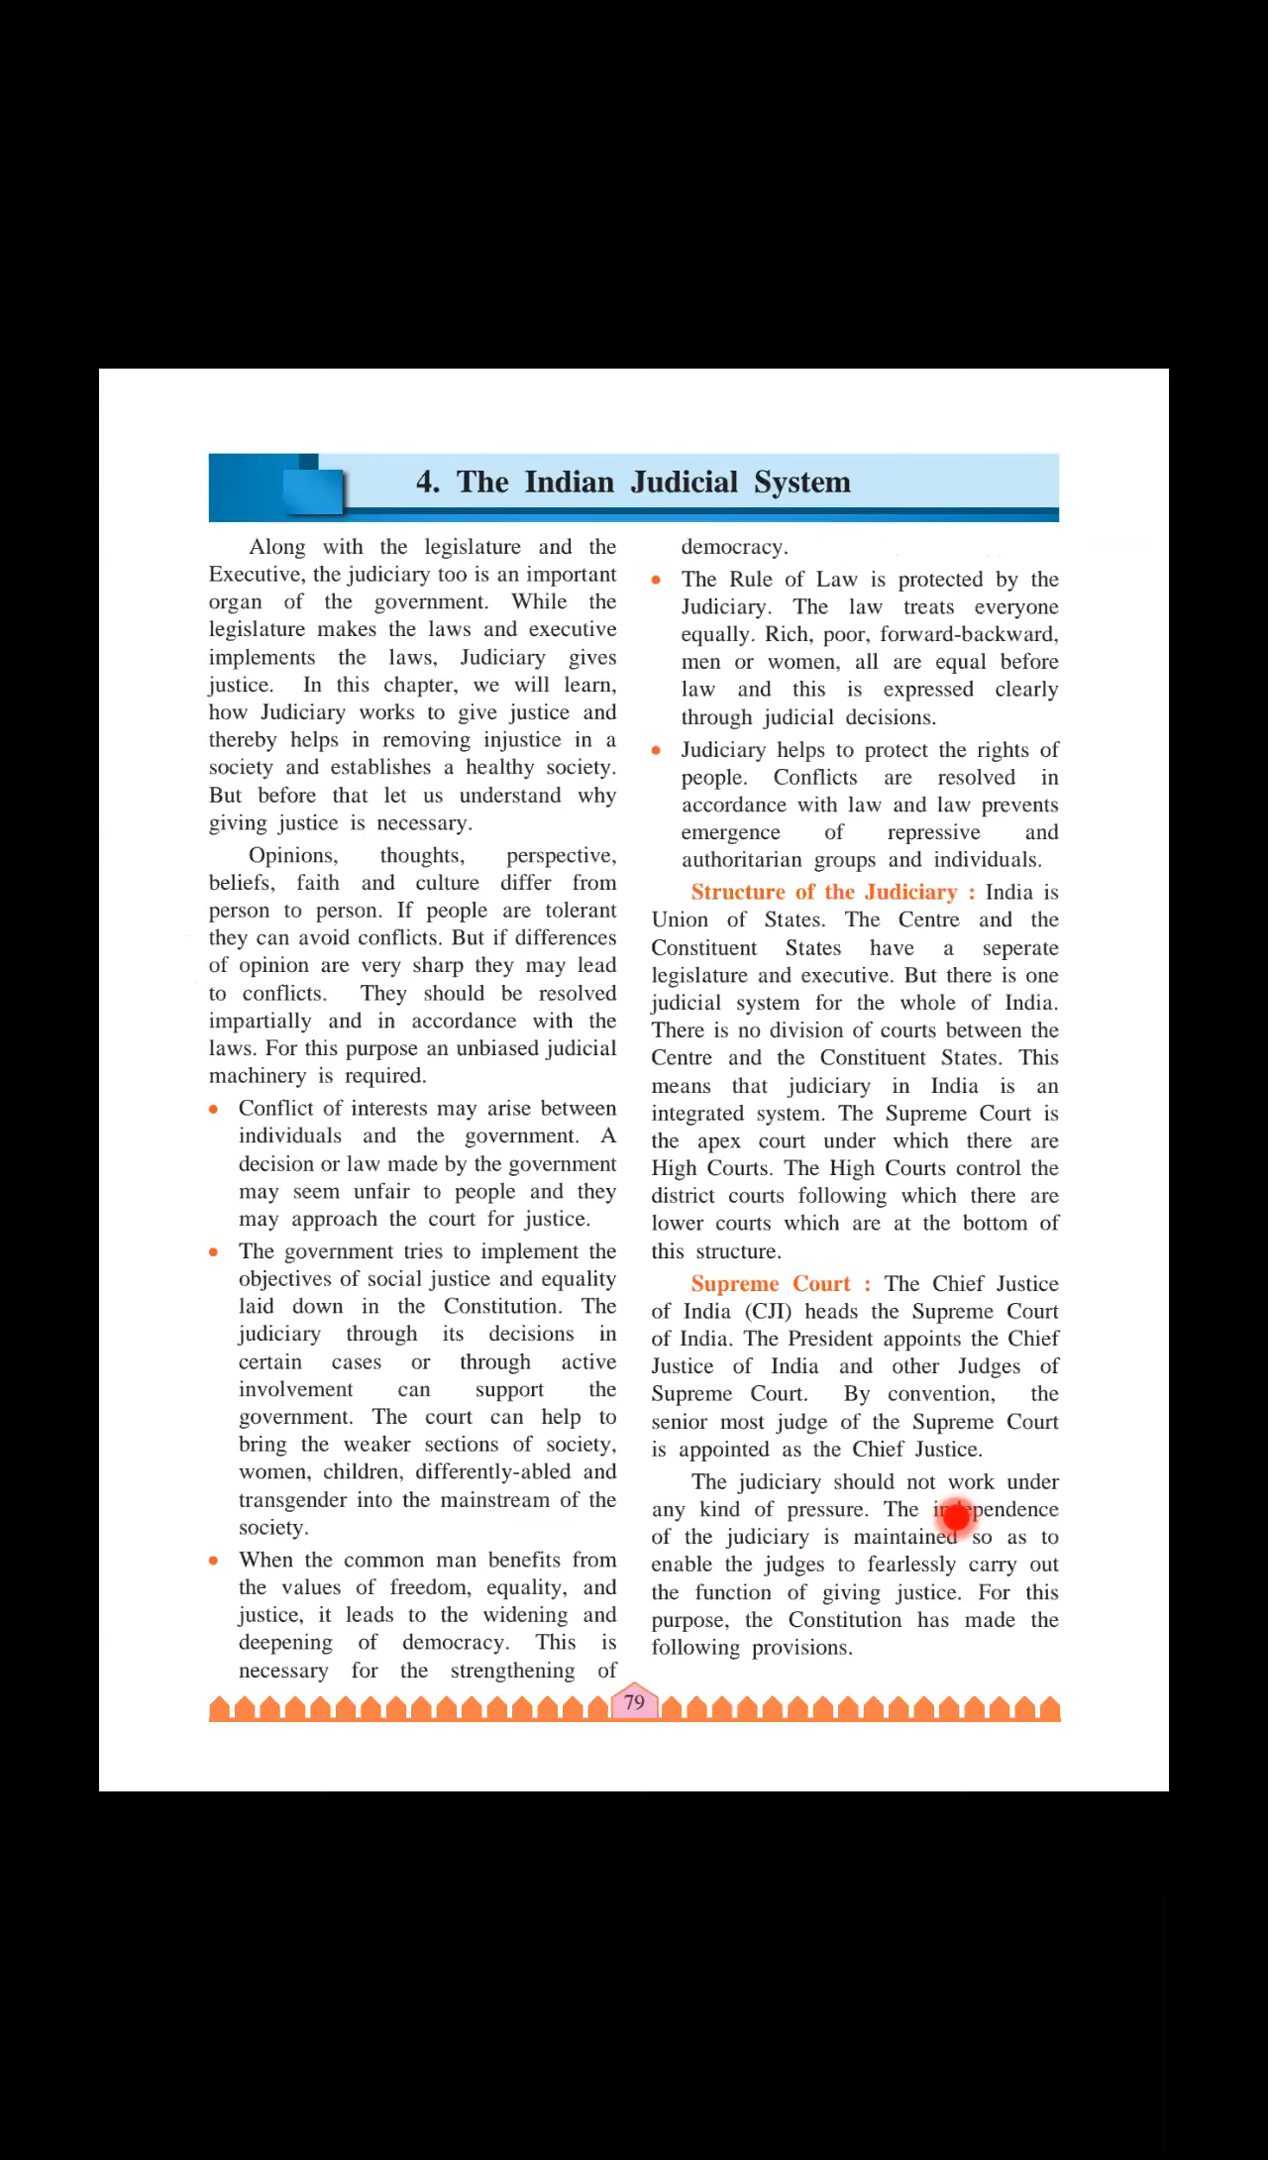 4. The Indian Judicial System
Along with the legislature and the
Executive, the judiciary too is an important
organ of the government. While the
legislature makes the laws and executive
implements the laws, Judiciary gives
justice. In this chapter, we will learn,
how Judiciary works to give justice and
thereby helps in removing injustice in a
society and establishes a healthy society.
But before that let us understand why
giving justice is necessary.
Opinions, thoughts, perspective,
beliefs, faith and culture differ from
person to person. If people are tolerant
they can avoid conflicts. But if differences
of opinion are very sharp they may lead
to conflicts. They should be resolved
impartially and in accordance with the
laws. For this purpose an unbiased judicial
machinery is required.
• Conflict of interests may arise between
individuals and the government. A
decision or law made by the government
may seem unfair to people and they
may approach the court for justice.
• The government tries to implement the
objectives of social justice and equality
laid down in the Constitution. The
judiciary through its decisions in
certain cases or through active
involvement can support the
government. The court can help to
bring the weaker sections of society,
women, children, differently-abled and
transgender into the mainstream of the
society.
• When the common man benefits from
the values of freedom, equality, and
justice, it leads to the widening and
deepening of democracy. This is
necessary for the strengthening of
democracy.
• The Rule of Law is protected by the
Judiciary. The law treats everyone
equally. Rich, poor, forward-backward,
men or women, all are equal before
law and this is expressed clearly
through judicial decisions.
• Judiciary helps to protect the rights of
people. Conflicts are resolved in
accordance with law and law prevents
emergence of repressive and
authoritarian groups and individuals.
Structure of the Judiciary : India is
Union of States. The Centre and the
Constituent States have a seperate
legislature and executive. But there is one
judicial system for the whole of India.
There is no division of courts between the
Centre and the Constituent States. This
means that judiciary in India is an
integrated system. The Supreme Court is
the apex court under which there are
High Courts. The High Courts control the
district courts following which there are
lower courts which are at the bottom of
this structure.
Supreme Court : The Chief Justice
of India (CJI) heads the Supreme Court
of India. The President appoints the Chief
Justice of India and other Judges of
Supreme Court. By convention, the
senior most judge of the Supreme Court
is appointed as the Chief Justice.
The judiciary should not work under
any kind of pressure. The independence
of the judiciary is maintained so as to
enable the judges to fearlessly carry out
the function of giving justice. For this
purpose, the Constitution has made the
following provisions.
79